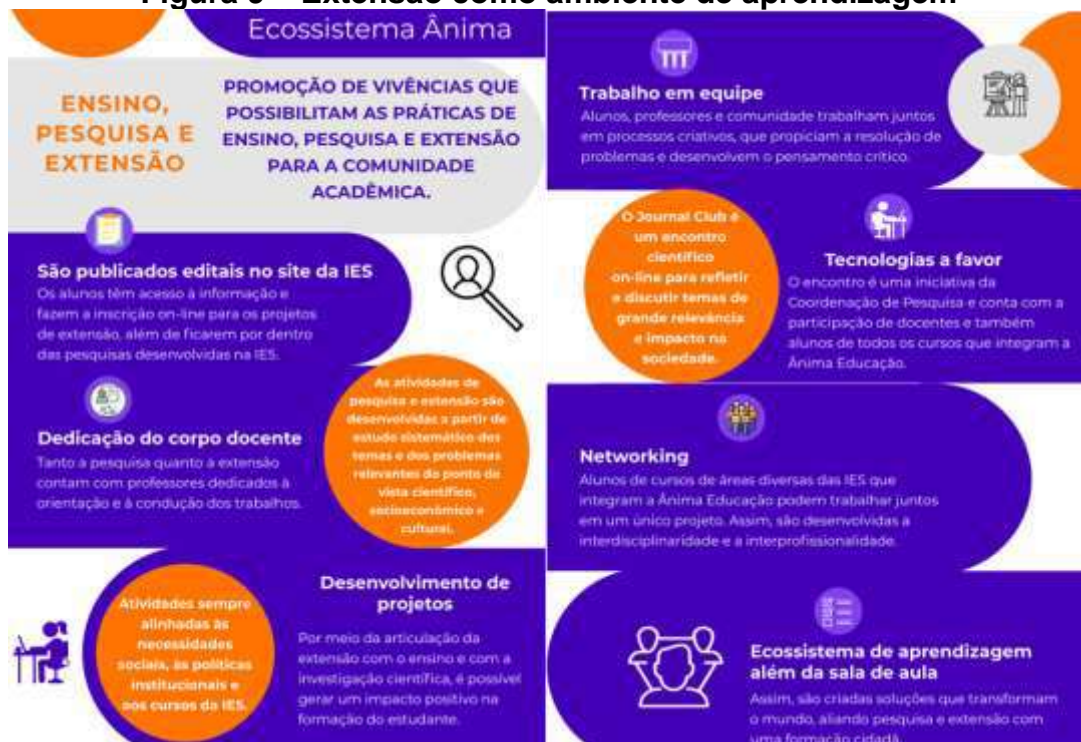 Ecossistema Ânima
ENSINO,
PESQUISA E
EXTENSÃO
PROMOÇÃO DE VIVÊNCIAS QUE
POSSIBILITAM AS PRÁTICAS DE
ENSINO, PESQUISA E EXTENSÃO
PARA A COMUNIDADE
ACADÊMICA.
São publicados editais no site da IES
Os alunos têm acesso à informação e
fazem a inscrição on-line para os projetos
de extensão, além de ficarem por dentro
das pesquisas desenvolvidas na IES.
Dedicação do corpo docente
Tanto a pesquisa quanto a extensão
contam com professores dedicados à
orientação e à condução dos trabalhos.
As atividades de
pesquisa e extensão são
desenvolvidas a partir de
estudo sistemático dos
temas e dos problemas
relevantes do ponto de
vista científico,
socioeconômico e
cultural.
Atividades sempre
alinhadas às
necessidades
sociais, às políticas
institucionais e
aos cursos da IES.
Desenvolvimento de
projetos
Por meio da articulação da
extensão com o ensino e com a
investigação científica, é possível
gerar um impacto positivo na
formação do estudante.
Trabalho em equipe
Alunos, professores e comunidade trabalham juntos
em processos criativos, que propiciam a resolução de
problemas e desenvolvem o pensamento crítico.
O Journal Club é
um encontro
científico
on-line para refletir
e discutir temas de
grande relevância
e impacto na
sociedade.
Tecnologias a favor
O encontro é uma iniciativa da
Coordenação de Pesquisa e conta com a
participação de docentes e também
alunos de todos os cursos que integram a
Ânima Educação.
Networking
Alunos de cursos de áreas diversas das IES que
integram a Ânima Educação podem trabalhar juntos
em um único projeto. Assim, são desenvolvidas a
interdisciplinaridade e a interprofissionalidade.
Ecossistema de aprendizagem
além da sala de aula
Assim, são criadas soluções que transformam
o mundo, aliando pesquisa e extensão com
uma formação cidadã.